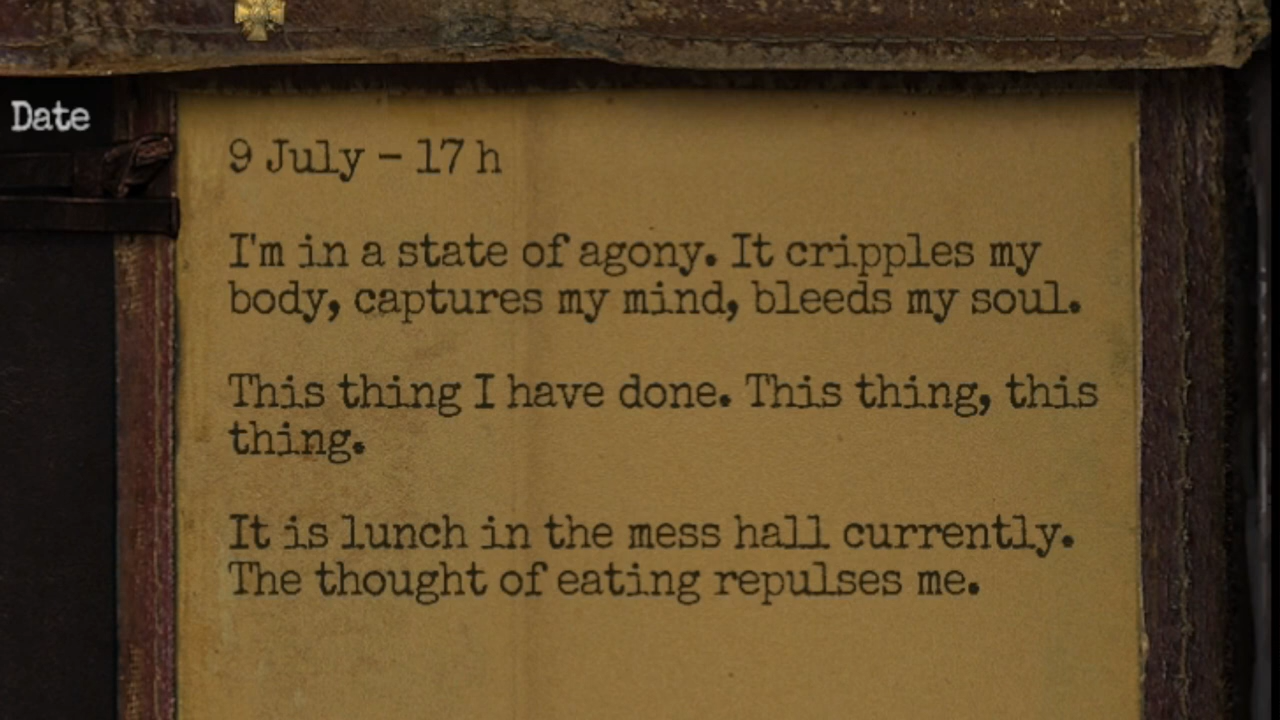 Date
9 July - 17 h
I'm in a state of agony. It cripples my
body, captures my mind, bleeds my soul.
This thing I have done. This thing, this
thing.
It is lunch in the mess hall currently.
The thought of eating repulses me.